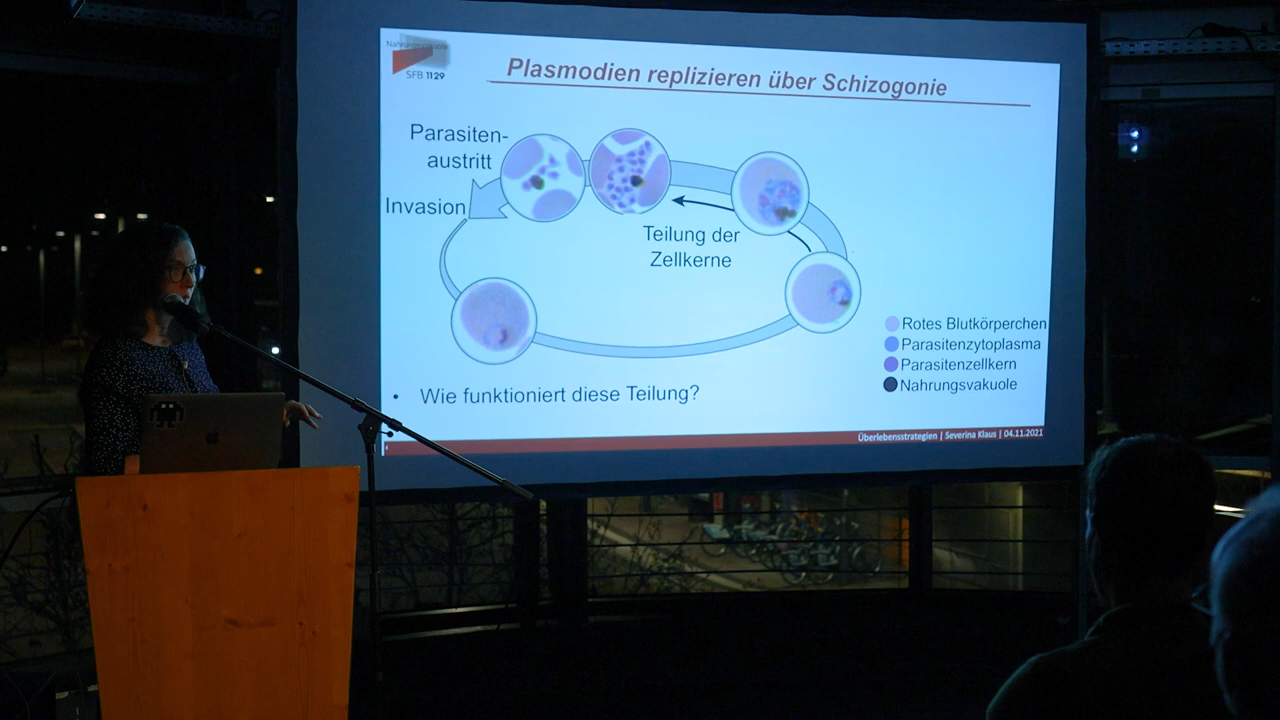 Nahrungsvakuole
SFB 1129
Plasmodien replizieren über Schizogonie
Parasiten-
austritt
Invasion
Teilung der
Zellkerne
Rotes Blutkörperchen
Parasitenzytoplasma
Parasitenzellkern
Nahrungsvakuole
• Wie funktioniert diese Teilung?
Überlebensstrategien | Severina Klaus | 04.11.2021